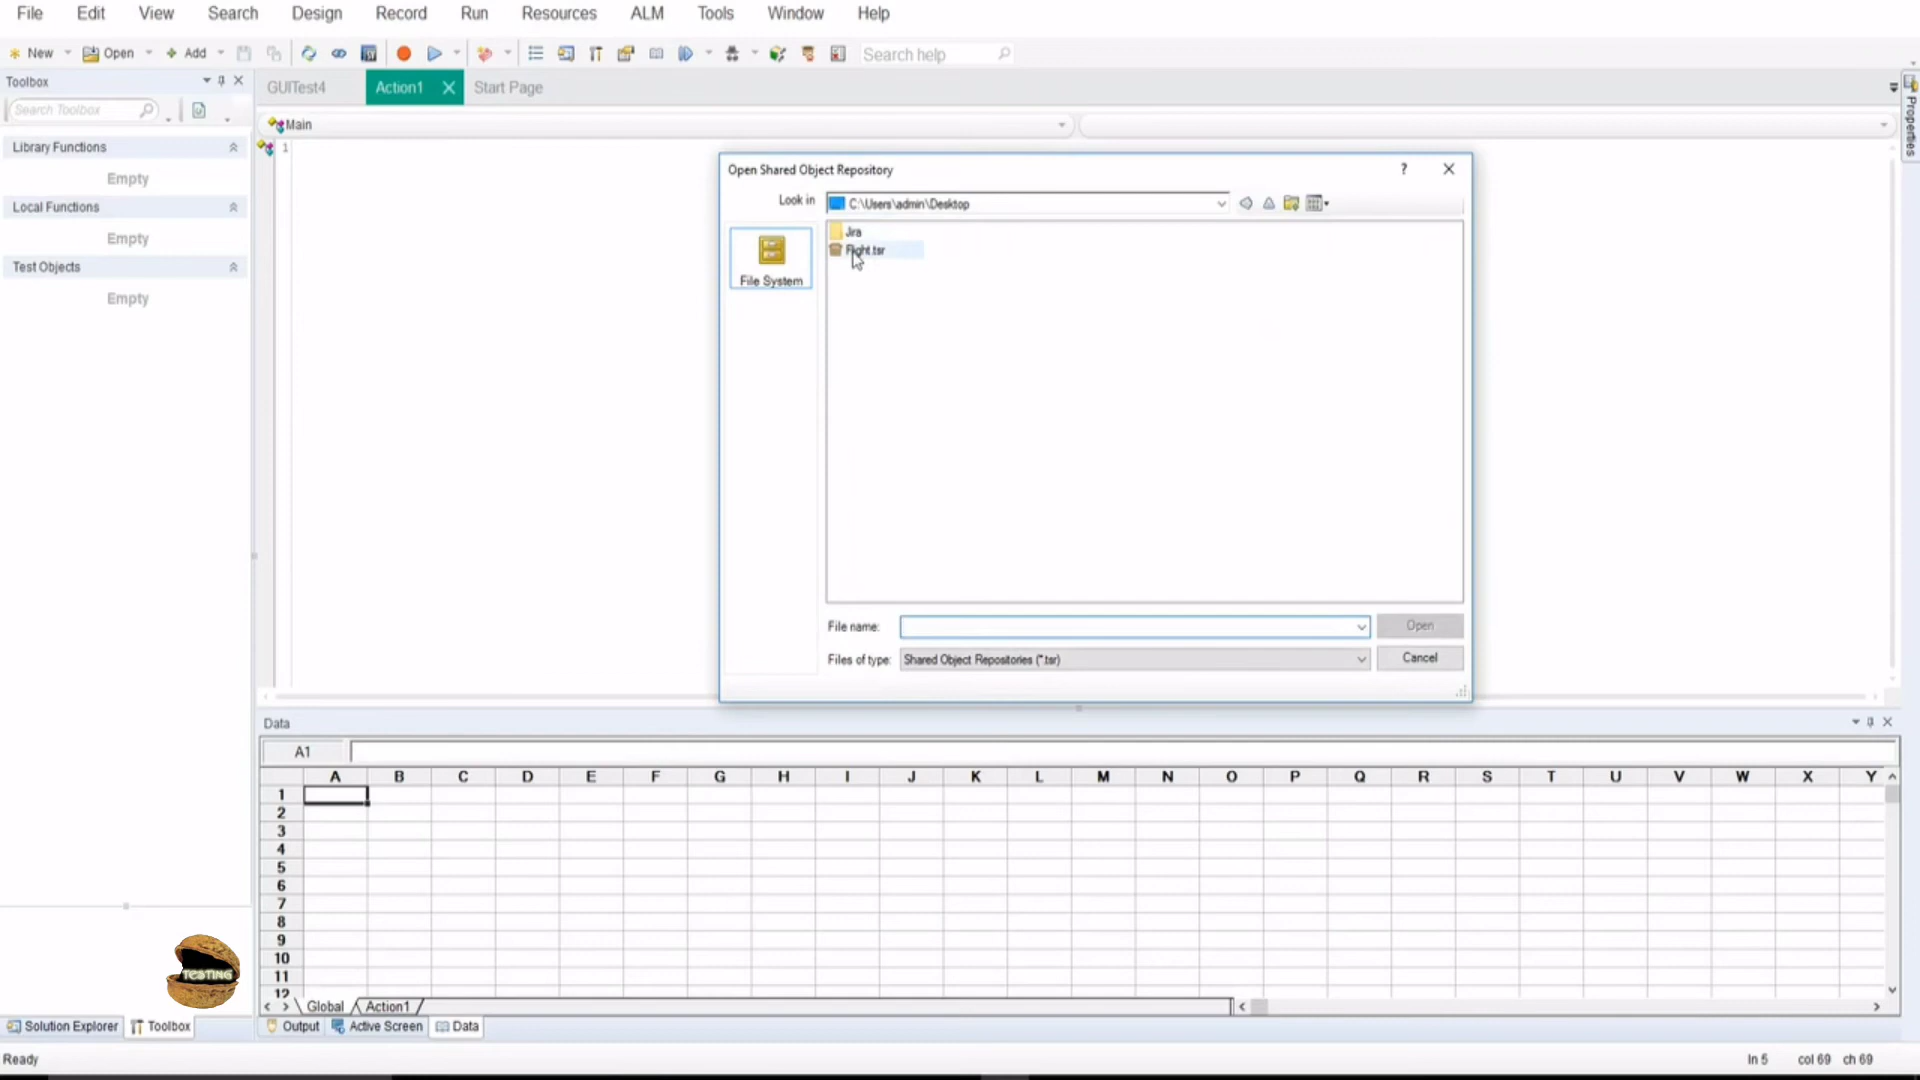 File Edit View Search Design Record Run Resources ALM Tools Window Help
New Open Add Search help
Toolbox
GUITest4 Action1 Start Page
Search Toolbox
Main
Properties
Library Functions
Empty
Local Functions
Empty
Test Objects
Empty
1
Open Shared Object Repository
?
Look in C:\Users\admin\Desktop
File System
Jira
Flight.tsr
File name: Open
Files of type: Shared Object Repositories (*.tsr) Cancel
Data
A1
A B C D E F G H I J K L M N O P Q R S T U V W X Y
1
2
3
4
5
6
7
8
9
10
11
12
Global Action1
TESTING
Solution Explorer Toolbox Output Active Screen Data
Ready ln 5 col 69 ch 69